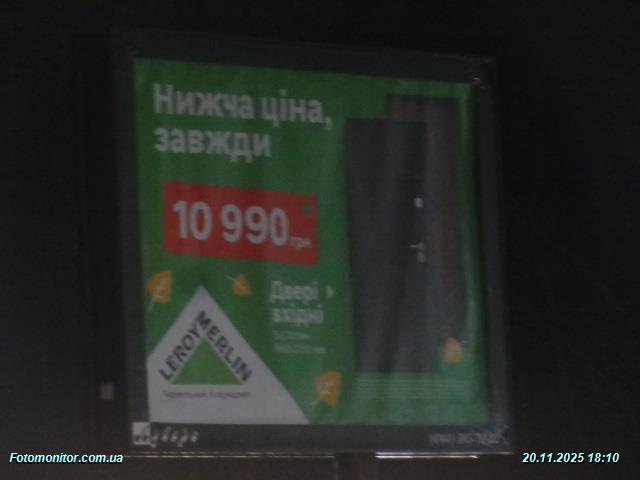 Нижча ціна,
завжди
10 990 грн
Двері
вхідні
LEROY MERLIN
Fotomonitor.com.ua
20.11.2025 18:10